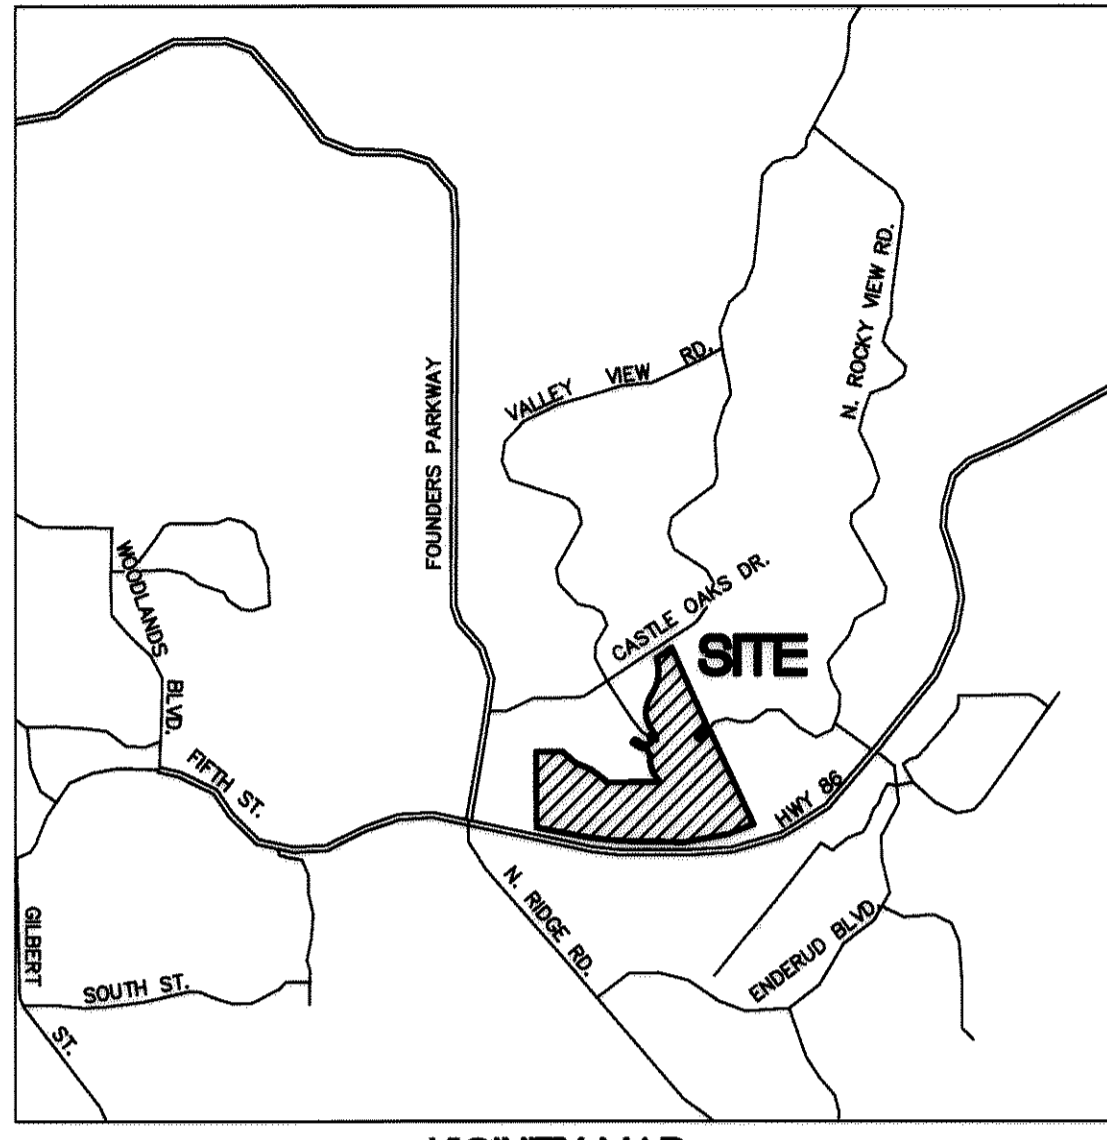 N. ROCKY VIEW RD.
VALLEY VIEW RD.
FOUNDERS PARKWAY
WOODLANDS BLVD.
CASTLE OAKS DR.
SITE
FIFTH ST.
HWY 86
N. RIDGE RD.
ENDERUD BLVD.
GILBERT ST.
SOUTH ST.